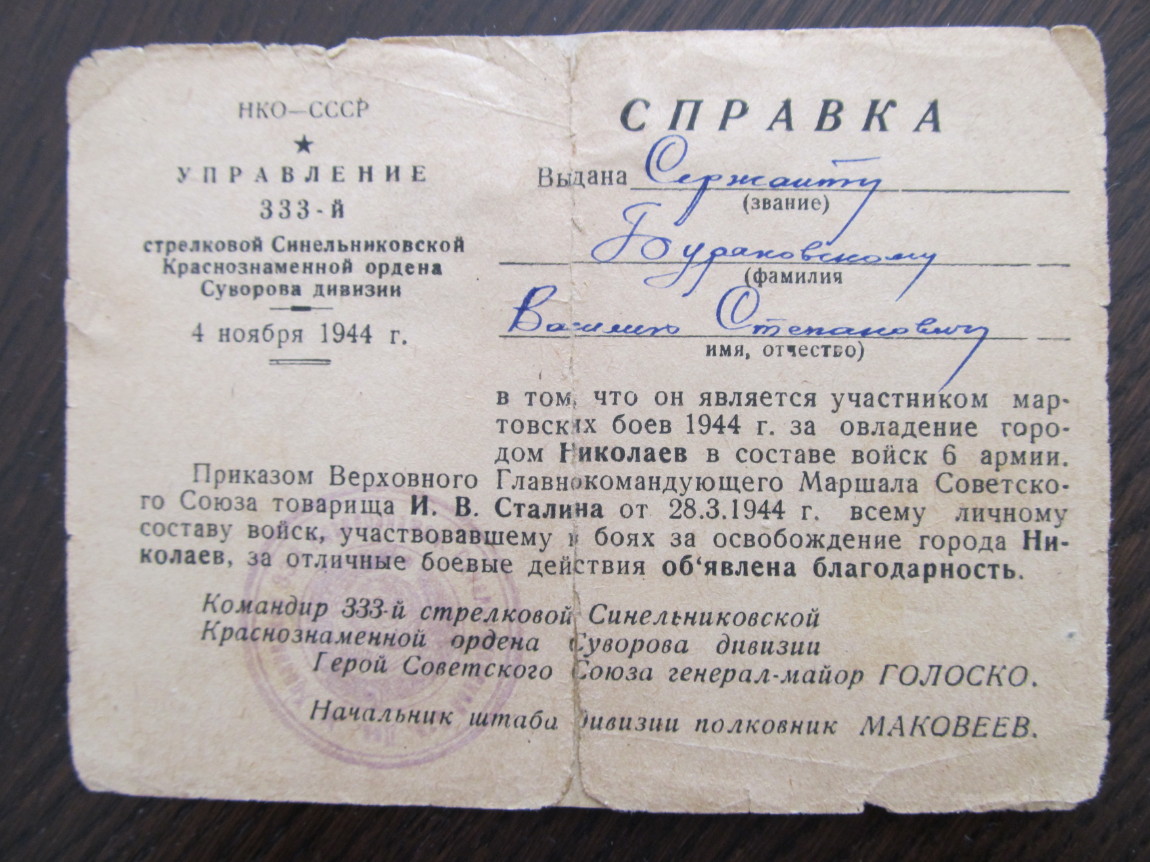 НКО—СССР
УПРАВЛЕНИЕ
333-й
стрелковой Синельниковской
Краснознаменной ордена
Суворова дивизии
4 ноября 1944 г.
СПРАВКА
Выдана Сержанту
(звание)
Бураковскому
(фамилия
Василию Степановичу
имя, отчество)
в том, что он является участником мар-
товских боев 1944 г. за овладение горо-
дом Николаев в составе войск 6 армии.
Приказом Верховного Главнокомандующего Маршала Советско-
го Союза товарища И. В. Сталина от 28.3.1944 г. всему личному
составу войск, участвовавшему в боях за освобождение города Ни-
колаев, за отличные боевые действия об'явлена благодарность.
Командир 333-й стрелковой Синельниковской
Краснознаменной ордена Суворова дивизии
Герой Советского Союза генерал-майор ГОЛОСКО.
Начальник штаба дивизии полковник МАКОВЕЕВ.